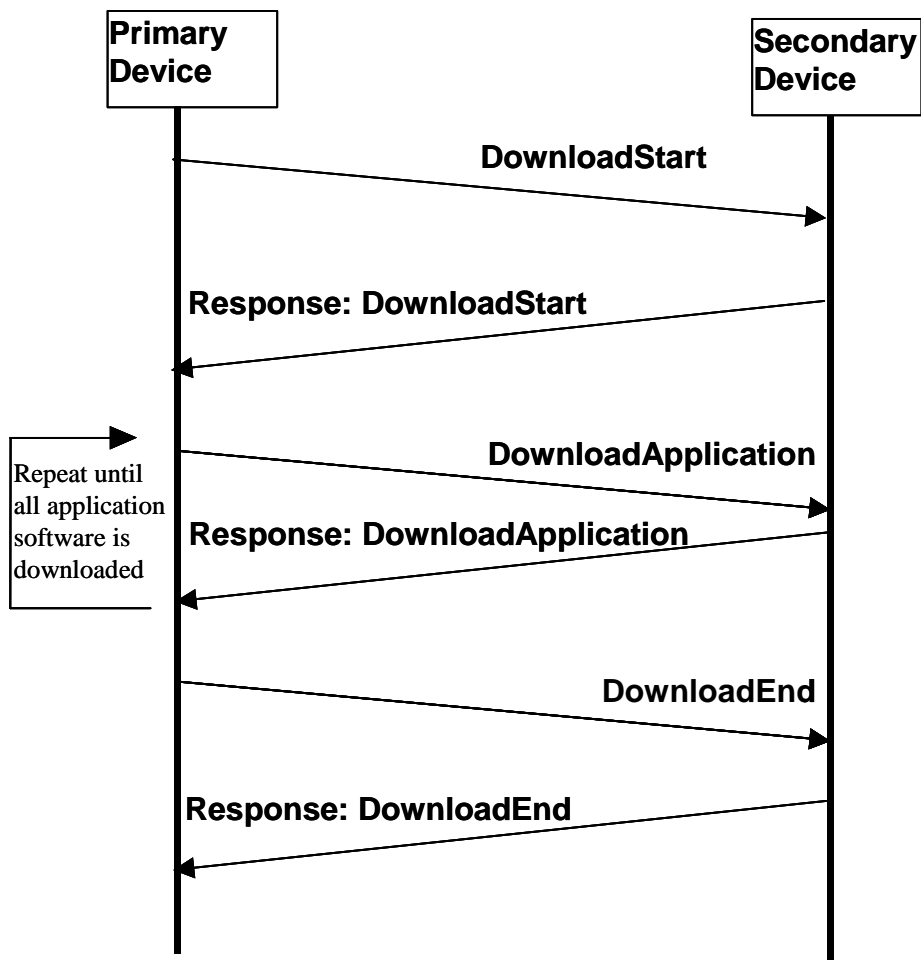 Primary
Device
Secondary
Device
DownloadStart
Response: DownloadStart
DownloadApplication
Repeat until
all application
software is
downloaded
Response: DownloadApplication
DownloadEnd
Response: DownloadEnd